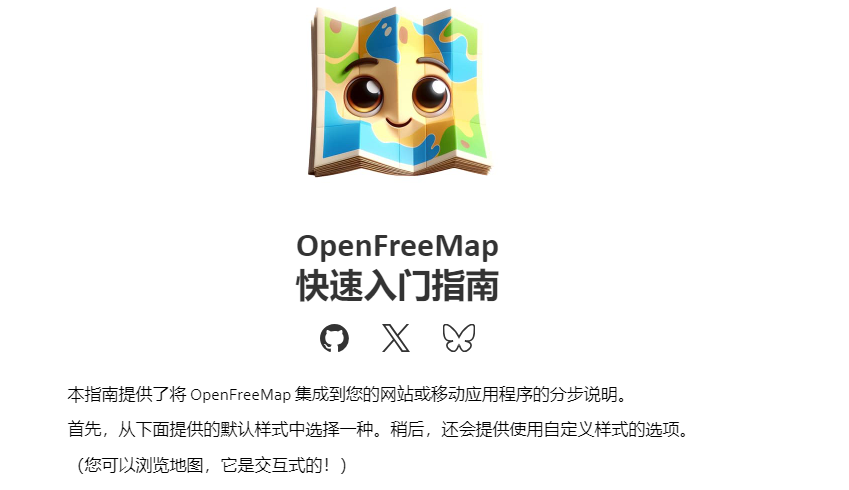 OpenFreeMap
快速入门指南
本指南提供了将 OpenFreeMap 集成到您的网站或移动应用程序的分步说明。
首先，从下面提供的默认样式中选择一种。稍后，还会提供使用自定义样式的选项。
（您可以浏览地图，它是交互式的！）